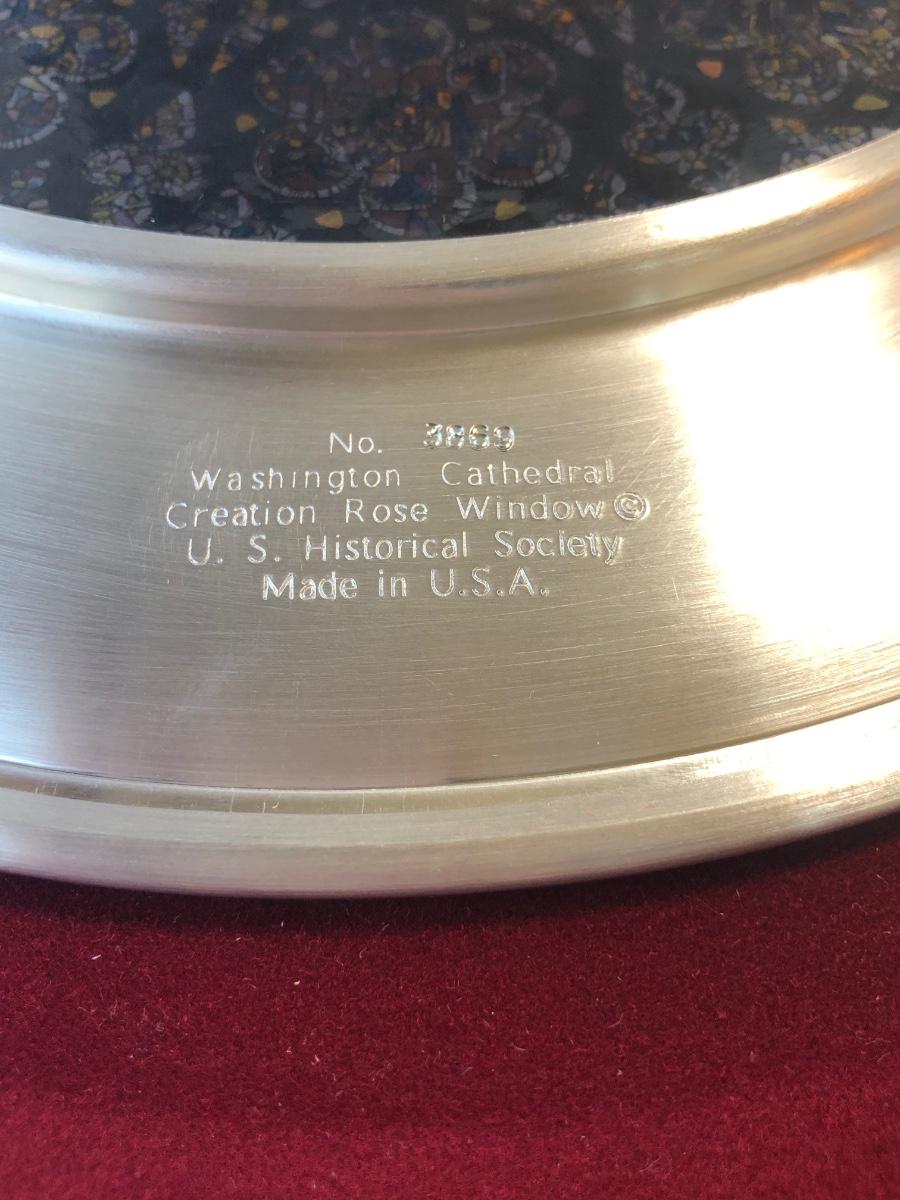 No. 3869
Washington Cathedral
Creation Rose Window ©
U. S. Historical Society
Made in U.S.A.